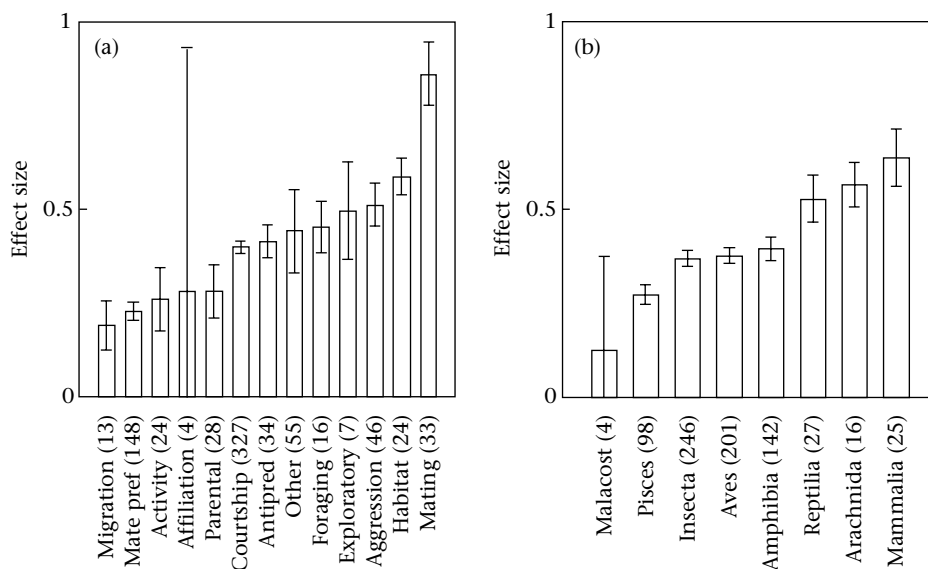 (a)
1
0.5
0
Effect size
Migration (13)
Mate pref (148)
Activity (24)
Affiliation (4)
Parental (28)
Courtship (327)
Antipred (34)
Other (55)
Foraging (16)
Exploratory (7)
Aggression (46)
Habitat (24)
Mating (33)
(b)
1
0.5
0
Effect size
Malacost (4)
Pisces (98)
Insecta (246)
Aves (201)
Amphibia (142)
Reptilia (27)
Arachnida (16)
Mammalia (25)